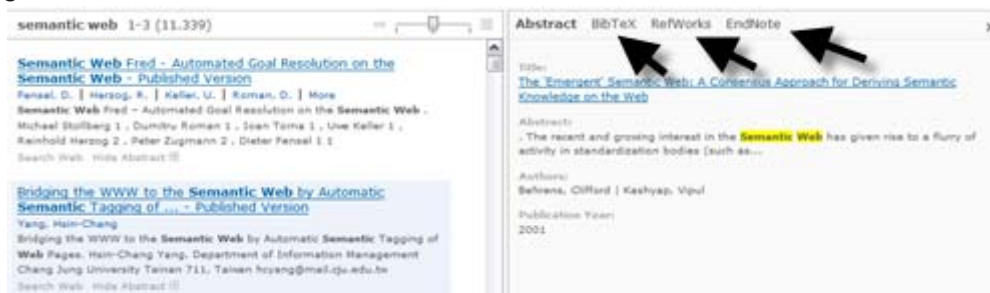 semantic web 1-3 (11.339)
Semantic Web Fred - Automated Goal Resolution on the
Semantic Web - Published Version
Fensel, D. | Herzog, R. | Keller, U. | Roman, D. | More
Semantic Web Fred – Automated Goal Resolution on the Semantic Web .
Michael Stollberg 1 , Dumitru Roman 1 , Ioan Toma 1 , Uwe Keller 1 ,
Reinhold Herzog 2 , Peter Zugmann 2 , Dieter Fensel 1 1
Search Web Hide Abstract
Bridging the WWW to the Semantic Web by Automatic
Semantic Tagging of ... - Published Version
Yang, Hsin-Chang
Bridging the WWW to the Semantic Web by Automatic Semantic Tagging of
Web Pages. Hsin-Chang Yang. Department of Information Management
Chang Jung University Tainan 711, Taiwan hcyang@mail.cju.edu.tw
Search Web Hide Abstract
Abstract BibTeX RefWorks EndNote
Title:
The 'Emergent' Semantic Web: A Consensus Approach for Deriving Semantic
Knowledge on the Web
Abstract:
. The recent and growing interest in the Semantic Web has given rise to a flurry of
activity in standardization bodies (such as...
Authors:
Behrens, Clifford | Kashyap, Vipul
Publication Year:
2001